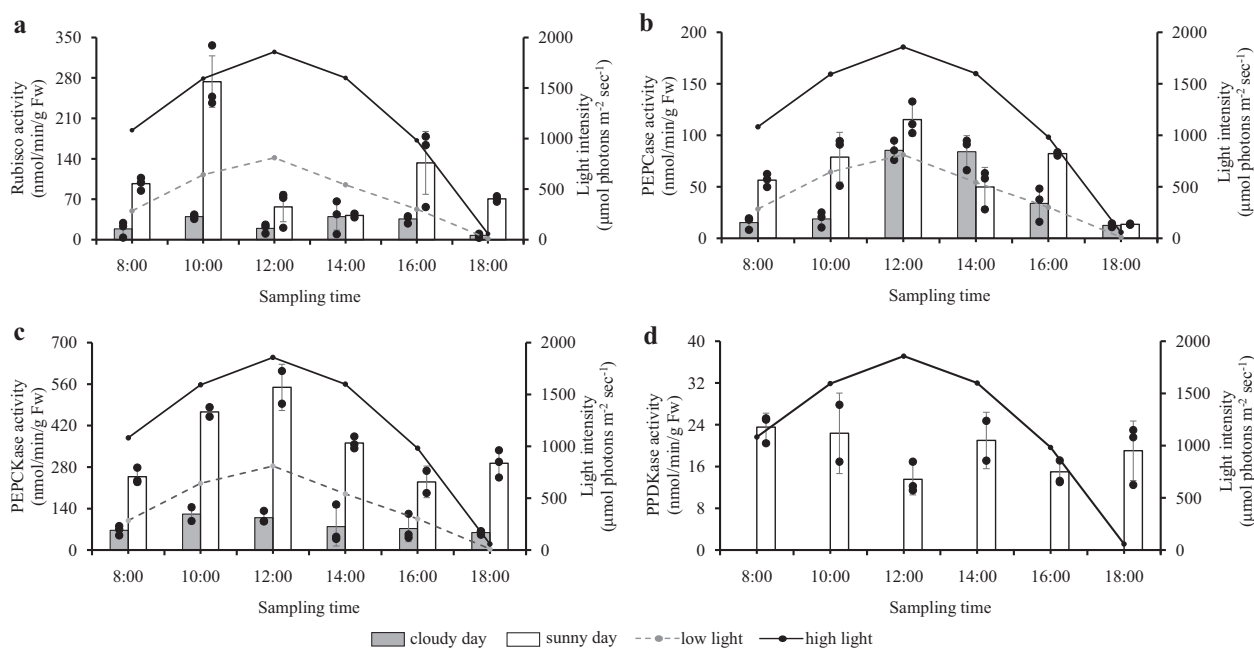 a
350
280
210
140
70
0
Rubisco activity
(nmol/min/g Fw)
2000
1500
1000
500
0
Light intensity
(µmol photons m⁻² sec⁻¹)
8:00 10:00 12:00 14:00 16:00 18:00
Sampling time
b
200
150
100
50
0
PEPCase activity
(nmol/min/g Fw)
2000
1500
1000
500
0
Light intensity
(µmol photons m⁻² sec⁻¹)
8:00 10:00 12:00 14:00 16:00 18:00
Sampling time
c
700
560
420
280
140
0
PEPCKase activity
(nmol/min/g Fw)
2000
1500
1000
500
0
Light intensity
(µmol photons m⁻² sec⁻¹)
8:00 10:00 12:00 14:00 16:00 18:00
Sampling time
d
40
32
24
16
8
0
PPDKase activity
(nmol/min/g Fw)
2000
1500
1000
500
0
Light intensity
(µmol photons m⁻² sec⁻¹)
8:00 10:00 12:00 14:00 16:00 18:00
Sampling time
cloudy day sunny day low light high light